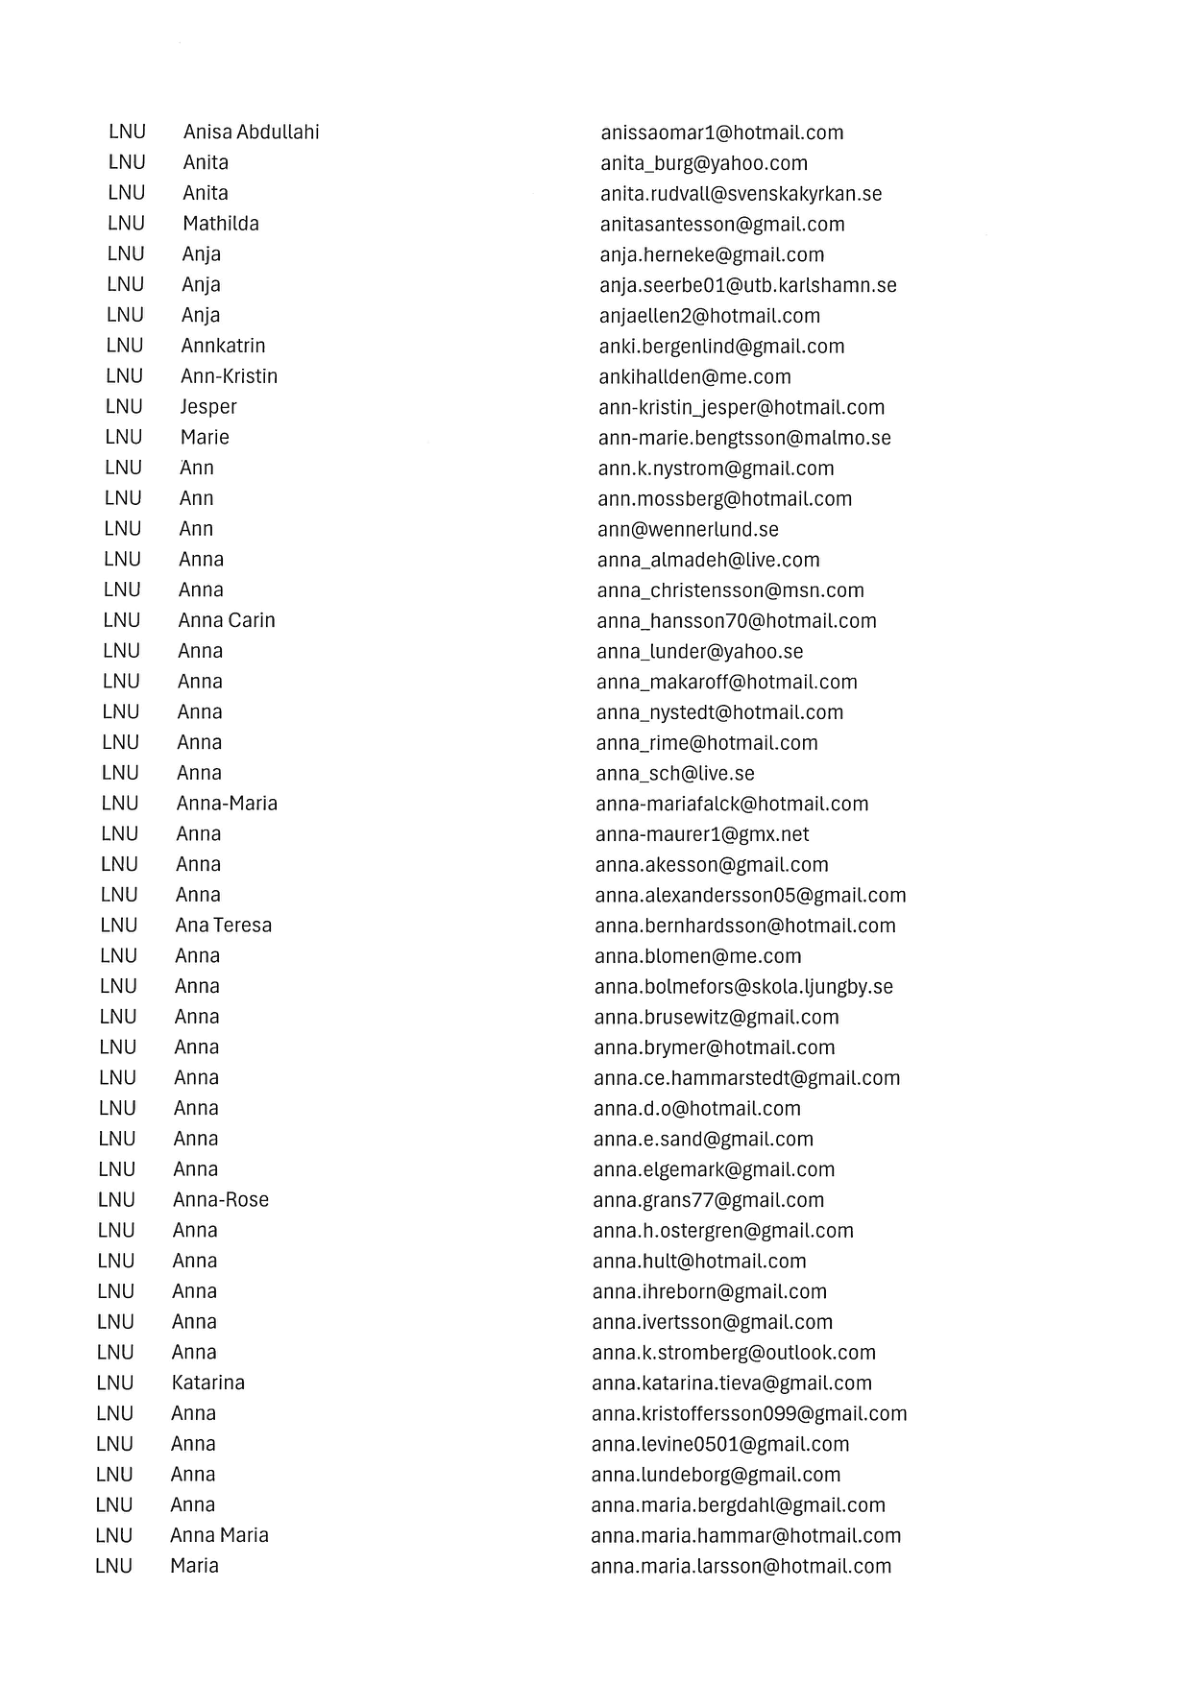 LNU Anisa Abdullahi anissaomar1@hotmail.com
LNU Anita anita_burg@yahoo.com
LNU Anita anita.rudvall@svenskakyrkan.se
LNU Mathilda anitasantesson@gmail.com
LNU Anja anja.herneke@gmail.com
LNU Anja anja.seerbe01@utb.karlshamn.se
LNU Anja anjaellen2@hotmail.com
LNU Annkatrin anki.bergenlind@gmail.com
LNU Ann-Kristin ankihallden@me.com
LNU Jesper ann-kristin_jesper@hotmail.com
LNU Marie ann-marie.bengtsson@malmo.se
LNU Ann ann.k.nystrom@gmail.com
LNU Ann ann.mossberg@hotmail.com
LNU Ann ann@wennerlund.se
LNU Anna anna_almadeh@live.com
LNU Anna anna_christensson@msn.com
LNU Anna Carin anna_hansson70@hotmail.com
LNU Anna anna_lunder@yahoo.se
LNU Anna anna_makaroff@hotmail.com
LNU Anna anna_nystedt@hotmail.com
LNU Anna anna_rime@hotmail.com
LNU Anna anna_sch@live.se
LNU Anna-Maria anna-mariafalck@hotmail.com
LNU Anna anna-maurer1@gmx.net
LNU Anna anna.akesson@gmail.com
LNU Anna anna.alexandersson05@gmail.com
LNU Ana Teresa anna.bernhardsson@hotmail.com
LNU Anna anna.blomen@me.com
LNU Anna anna.bolmefors@skola.ljungby.se
LNU Anna anna.brusewitz@gmail.com
LNU Anna anna.brymer@hotmail.com
LNU Anna anna.ce.hammarstedt@gmail.com
LNU Anna anna.d.o@hotmail.com
LNU Anna anna.e.sand@gmail.com
LNU Anna anna.elgemark@gmail.com
LNU Anna-Rose anna.grans77@gmail.com
LNU Anna anna.h.ostergren@gmail.com
LNU Anna anna.hult@hotmail.com
LNU Anna anna.ihreborn@gmail.com
LNU Anna anna.ivertsson@gmail.com
LNU Anna anna.k.stromberg@outlook.com
LNU Katarina anna.katarina.tieva@gmail.com
LNU Anna anna.kristoffersson099@gmail.com
LNU Anna anna.levine0501@gmail.com
LNU Anna anna.lundeborg@gmail.com
LNU Anna anna.maria.bergdahl@gmail.com
LNU Anna Maria anna.maria.hammar@hotmail.com
LNU Maria anna.maria.larsson@hotmail.com